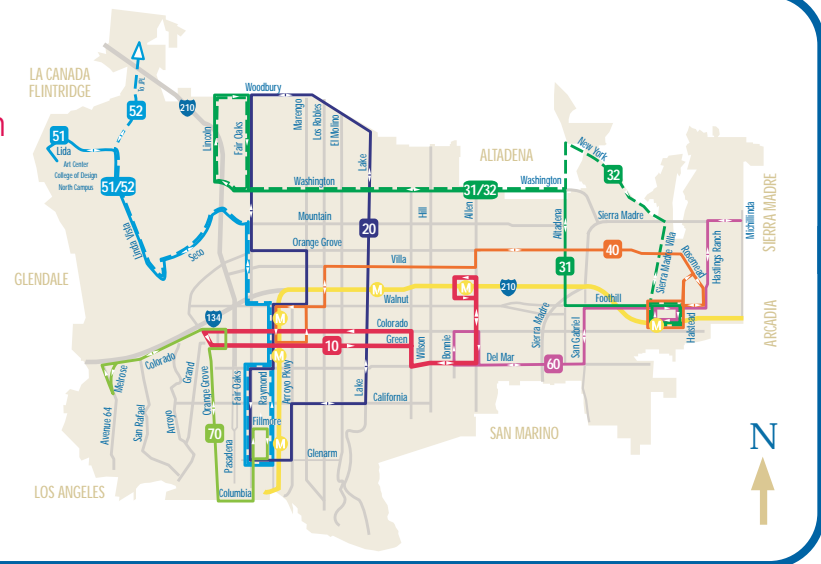 LA CANADA
FLINTRIDGE
To JPL
52
210
Woodbury
51
Lida
Art Center
College of Design
North Campus
51/52
Lincoln
Fair Oaks
Marengo
Los Robles
El Molino
Lake
ALTADENA
New York
32
Washington
31/32
Washington
Linda Vista
Seco
Mountain
20
Hill
Allen
Altadena
Sierra Madre
Michillinda
SIERRA MADRE
Orange Grove
Villa
40
31
Sierra Madre Villa
Rosemead
Hastings Ranch
GLENDALE
M
M
210
Walnut
Foothill
134
M
Colorado
M
Halstead
ARCADIA
10
Green
Wilson
Bonnie
Sierra Madre
San Gabriel
Del Mar
60
M
Colorado
Melrose
Grand
Orange Grove
Fair Oaks
Raymond
Arroyo Pkwy
Lake
California
Avenue 64
San Rafael
Arroyo
70
Pasadena
Fillmore
M
Glenarm
SAN MARINO
LOS ANGELES
Columbia
N